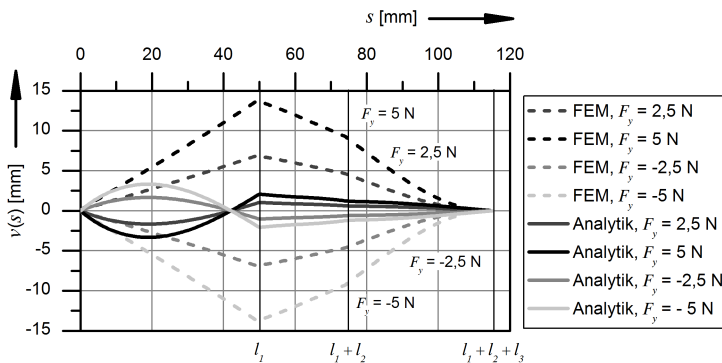 s [mm]
0 20 40 60 80 100 120
15
10
5
0
-5
-10
-15
v(s) [mm]
F_y = 5 N
F_y = 2,5 N
F_y = -2,5 N
F_y = -5 N
l_1 l_1 + l_2 l_1 + l_2 + l_3
FEM, F_y = 2,5 N
FEM, F_y = 5 N
FEM, F_y = -2,5 N
FEM, F_y = -5 N
Analytik, F_y = 2,5 N
Analytik, F_y = 5 N
Analytik, F_y = -2,5 N
Analytik, F_y = - 5 N